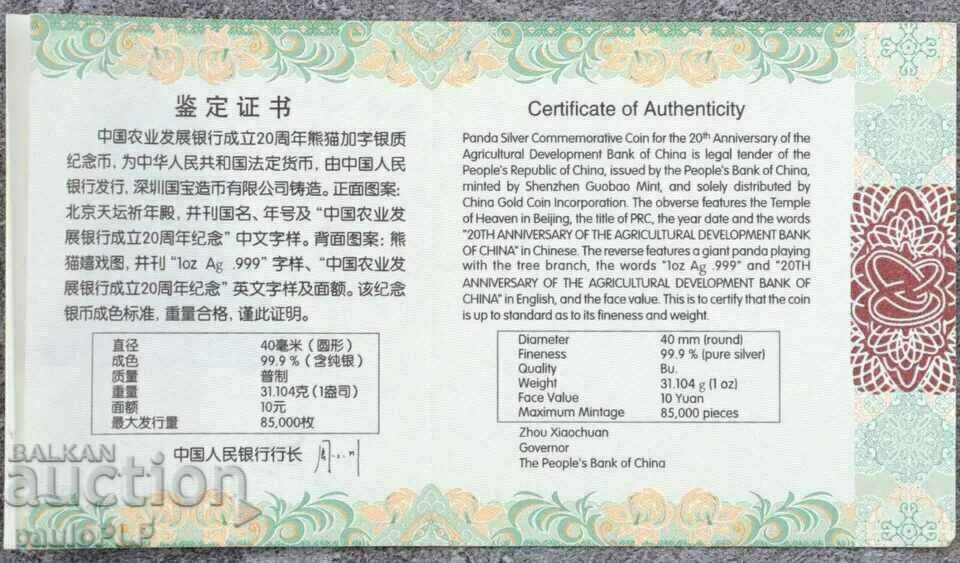 鉴定证书
中国农业发展银行成立20周年熊猫加字银质
纪念币，为中华人民共和国法定货币，由中国人民
银行发行，深圳国宝造币有限公司铸造。正面图案：
北京天坛祈年殿，并刊国名、年号及“中国农业发
展银行成立20周年纪念”中文字样。背面图案：熊
猫嬉戏图，并刊“1oz Ag .999”字样、“中国农业发
展银行成立20周年纪念”英文字样及面额。该纪念
银币成色标准，重量合格，谨此证明。
直径 40毫米（圆形）
成色 99.9％（含纯银）
质量 普制
重量 31.104克(1盎司)
面额 10元
最大发行量 85,000枚
中国人民银行行长
Certificate of Authenticity
Panda Silver Commemorative Coin for the 20th Anniversary of the
Agricultural Development Bank of China is legal tender of the
People's Republic of China, issued by the People's Bank of China,
minted by Shenzhen Guobao Mint, and solely distributed by
China Gold Coin Incorporation. The obverse features the Temple
of Heaven in Beijing, the title of PRC, the year date and the words
"20TH ANNIVERSARY OF THE AGRICULTURAL DEVELOPMENT BANK
OF CHINA" in Chinese. The reverse features a giant panda playing
with the tree branch, the words "1oz Ag .999" and "20TH
ANNIVERSARY OF THE AGRICULTURAL DEVELOPMENT BANK OF
CHINA" in English, and the face value. This is to certify that the coin
is up to standard as to its fineness and weight.
Diameter 40 mm (round)
Fineness 99.9 % (pure silver)
Quality Bu.
Weight 31.104 g (1 oz)
Face Value 10 Yuan
Maximum Mintage 85,000 pieces
Zhou Xiaochuan
Governor
The People's Bank of China
BALKAN
auction
paulo2LP